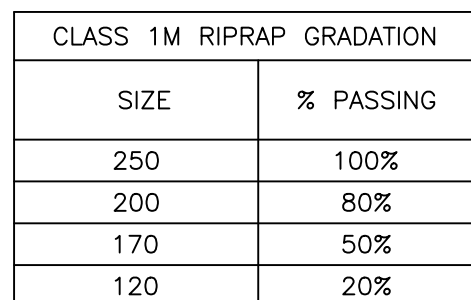 CLASS 1M RIPRAP GRADATION
SIZE % PASSING
250 100%
200 80%
170 50%
120 20%